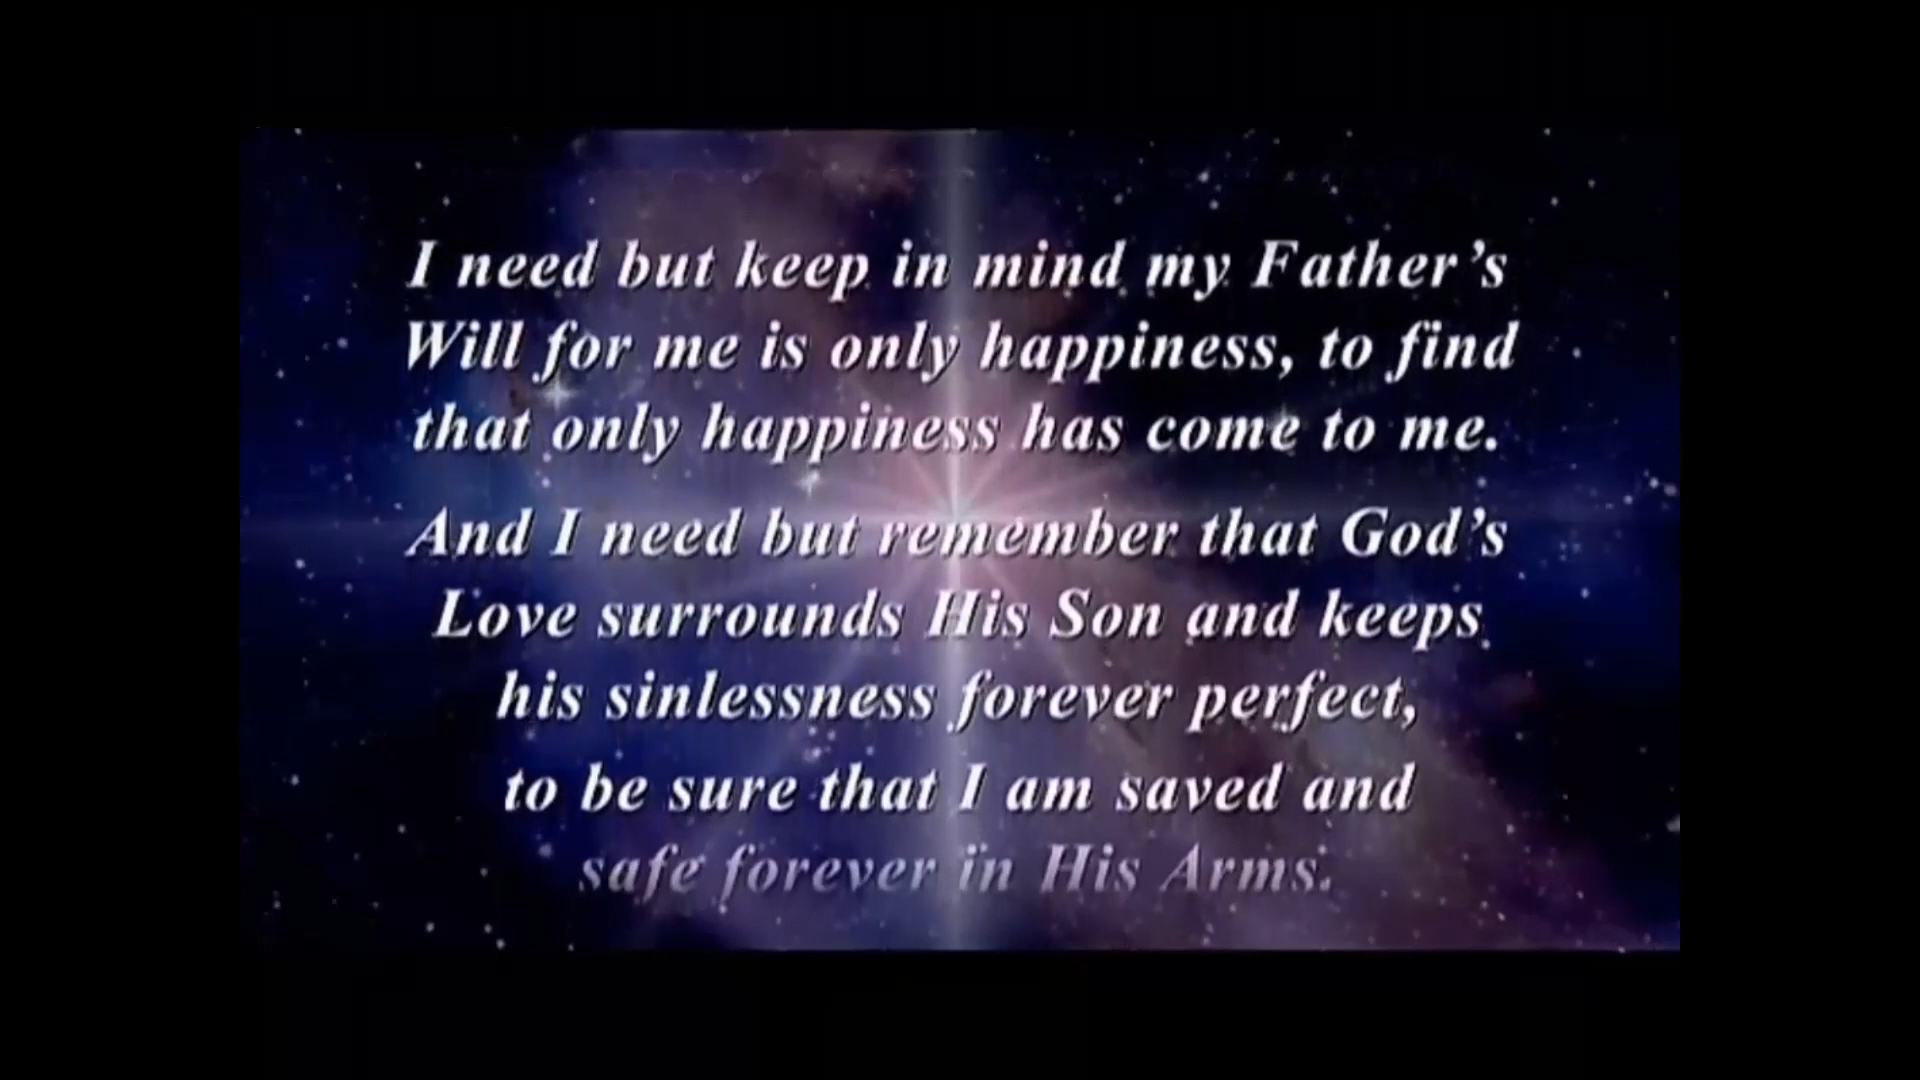 I need but keep in mind my Father’s
Will for me is only happiness, to find
that only happiness has come to me.
And I need but remember that God’s
Love surrounds His Son and keeps
his sinlessness forever perfect,
to be sure that I am saved and
safe forever in His Arms.